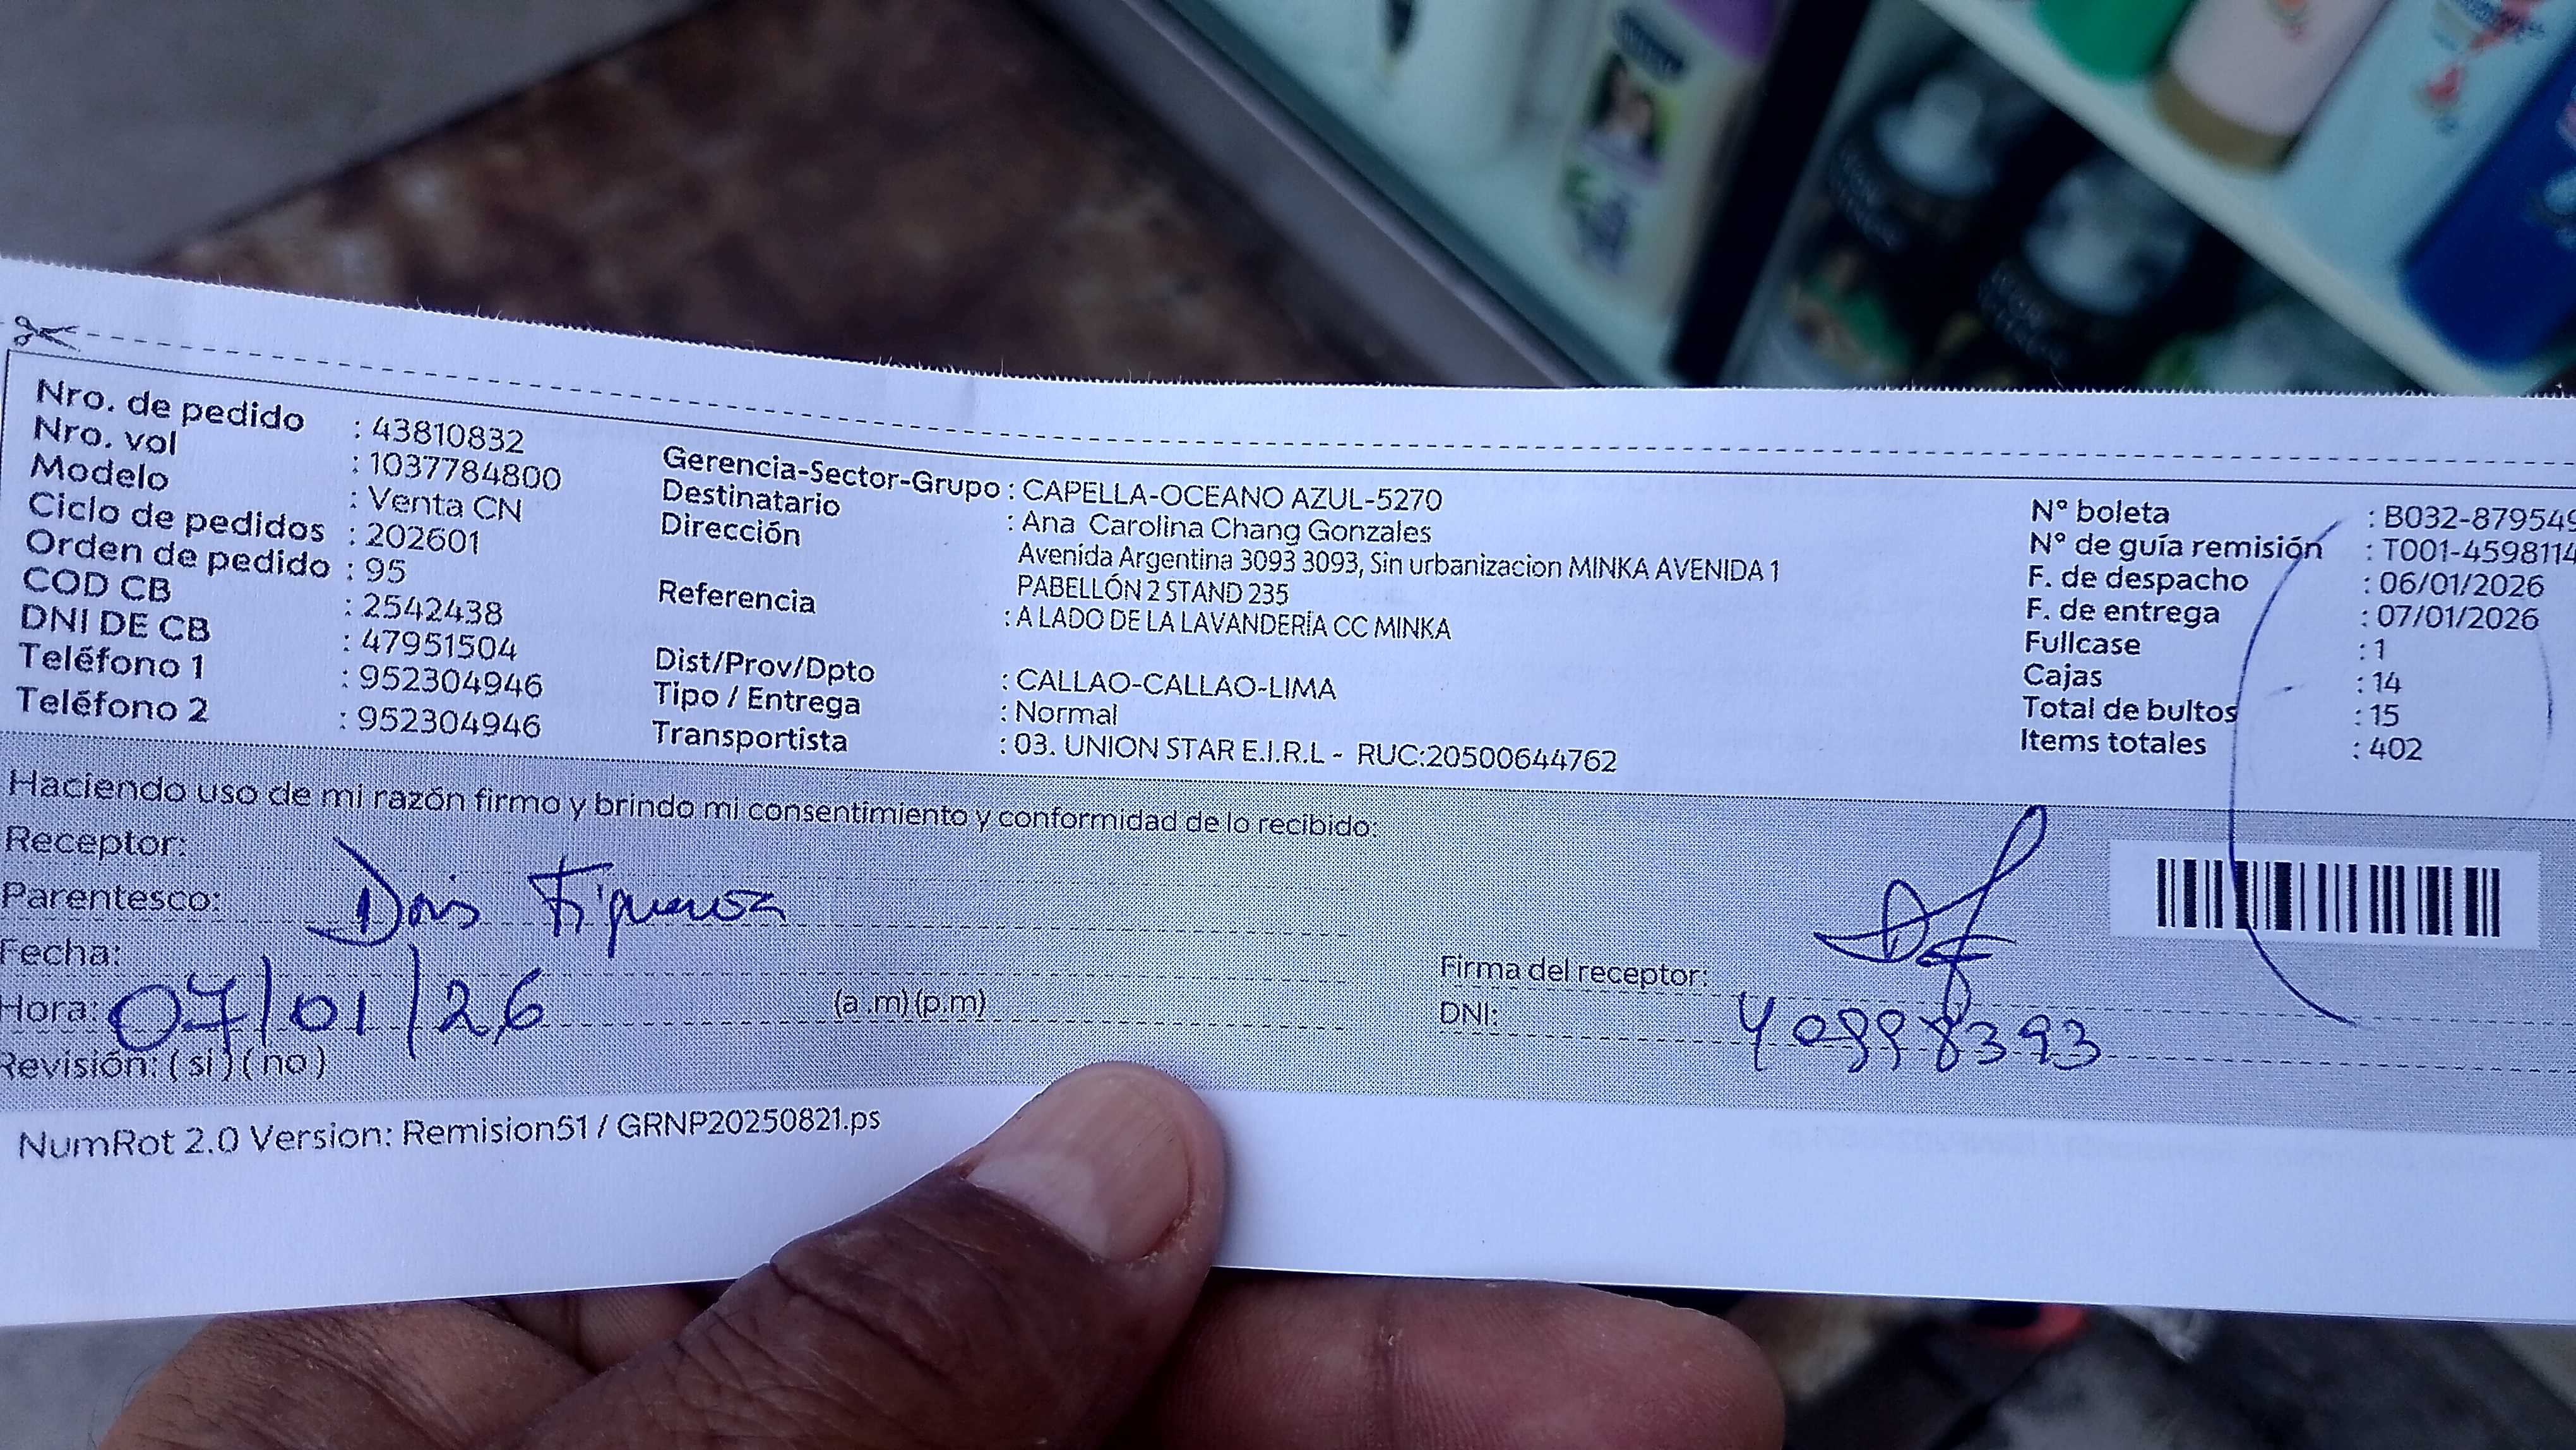 Nro. de pedido : 43810832
Nro. vol : 1037784800
Modelo : Venta CN
Ciclo de pedidos : 202601
Orden de pedido : 95
COD CB : 2542438
DNI DE CB : 47951504
Teléfono 1 : 952304946
Teléfono 2 : 952304946
Gerencia-Sector-Grupo : CAPELLA-OCEANO AZUL-5270
Destinatario : Ana Carolina Chang Gonzales
Dirección Avenida Argentina 3093 3093, Sin urbanizacion MINKA AVENIDA 1
PABELLÓN 2 STAND 235
Referencia : A LADO DE LA LAVANDERÍA CC MINKA
Dist/Prov/Dpto : CALLAO-CALLAO-LIMA
Tipo / Entrega : Normal
Transportista : 03. UNION STAR E.I.R.L - RUC:20500644762
N° boleta : B032-879549
N° de guía remisión : T001-4598114
F. de despacho : 06/01/2026
F. de entrega : 07/01/2026
Fullcase : 1
Cajas : 14
Total de bultos : 15
Items totales : 402
Haciendo uso de mi razón firmo y brindo mi consentimiento y conformidad de lo recibido:
Receptor:
Parentesco: Doris Figueroa
Fecha:
Hora: 07/01/26 (a.m) (p.m)
Revisión: ( si ) ( no )
Firma del receptor:
DNI: 40998393
NumRot 2.0 Version: Remision51 / GRNP20250821.ps